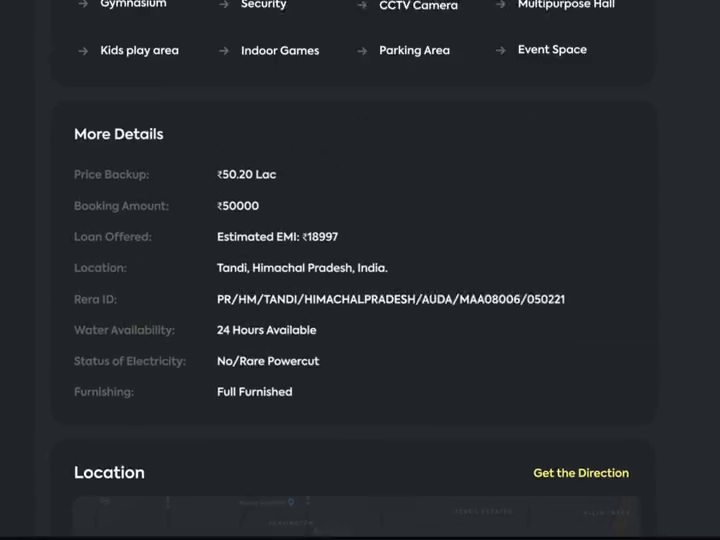 Gymnasium Security CCTV Camera Multipurpose Hall
Kids play area Indoor Games Parking Area Event Space
More Details
Price Backup: ₹50.20 Lac
Booking Amount: ₹50000
Loan Offered: Estimated EMI: ₹18997
Location: Tandi, Himachal Pradesh, India.
Rera ID: PR/HM/TANDI/HIMACHALPRADESH/AUDA/MAA08006/050221
Water Availability: 24 Hours Available
Status of Electricity: No/Rare Powercut
Furnishing: Full Furnished
Location Get the Direction